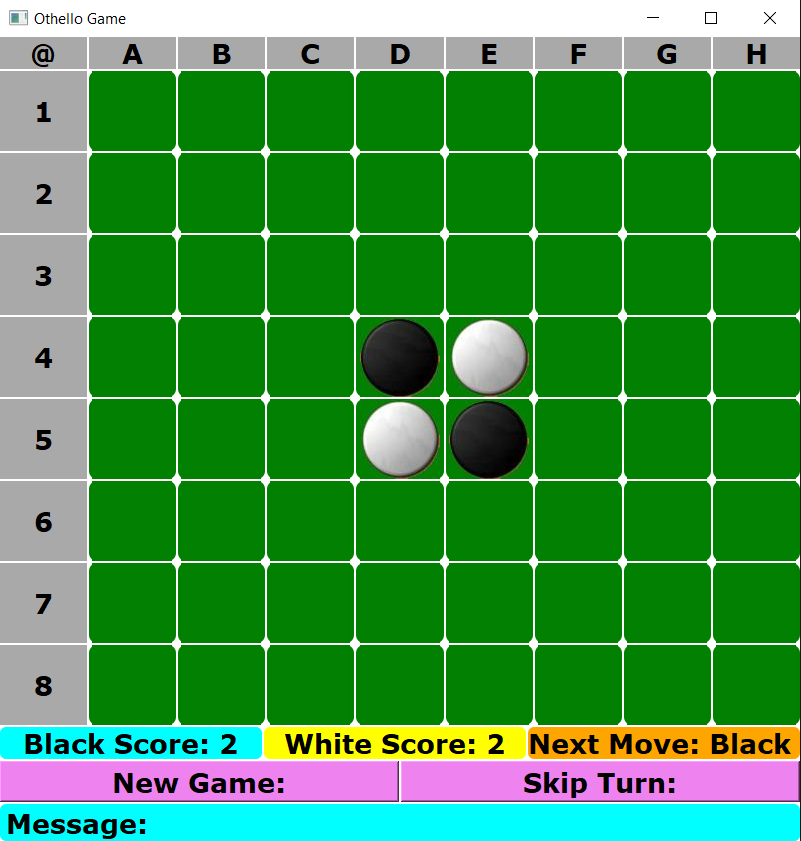 Othello Game
@ A B C D E F G H
1
2
3
4
5
6
7
8
Black Score: 2 White Score: 2 Next Move: Black
New Game: Skip Turn:
Message: